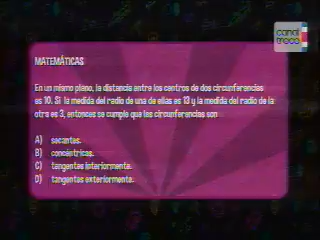 canal
trece
MATEMÁTICAS
En un mismo plano, la distancia entre los centros de dos circunferencias
es 10. Si la medida del radio de una de ellas es 13 y la medida del radio de la
otra es 3, entonces se cumple que las circunferencias son
A) secantes.
B) concéntricas.
C) tangentes interiormente.
D) tangentes exteriormente.